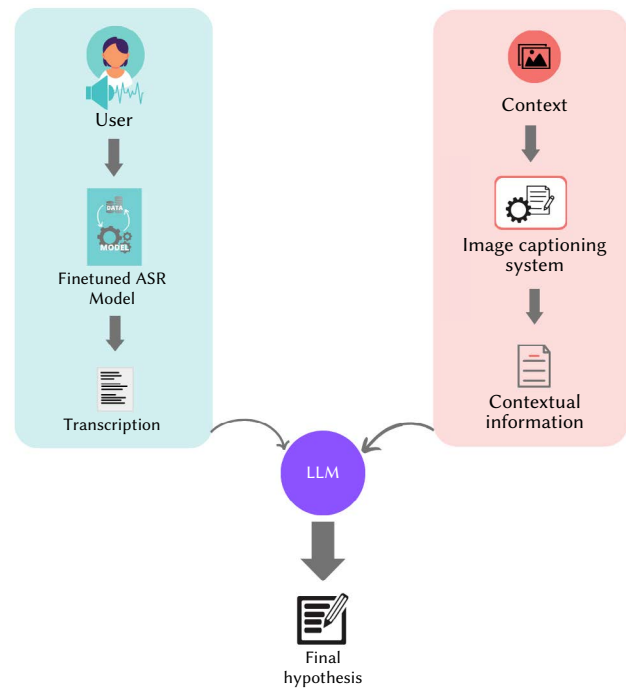 User
DATA
MODEL
Finetuned ASR
Model
Transcription
Context
Image captioning
system
Contextual
information
LLM
Final
hypothesis